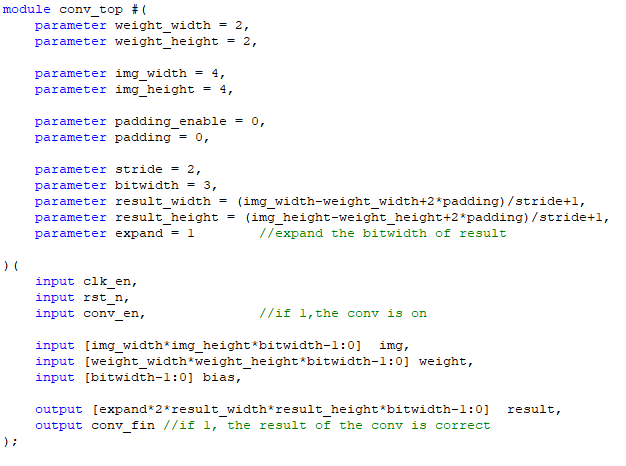 module conv_top #(
    parameter weight_width = 2,
    parameter weight_height = 2,

    parameter img_width = 4,
    parameter img_height = 4,

    parameter padding_enable = 0,
    parameter padding = 0,

    parameter stride = 2,
    parameter bitwidth = 3,
    parameter result_width = (img_width-weight_width+2*padding)/stride+1,
    parameter result_height = (img_height-weight_height+2*padding)/stride+1,
    parameter expand = 1        //expand the bitwidth of result

)(
    input clk_en,
    input rst_n,
    input conv_en,              //if 1,the conv is on

    input [img_width*img_height*bitwidth-1:0]  img,
    input [weight_width*weight_height*bitwidth-1:0] weight,
    input [bitwidth-1:0] bias,

    output [expand*2*result_width*result_height*bitwidth-1:0]  result,
    output conv_fin //if 1, the result of the conv is correct
);